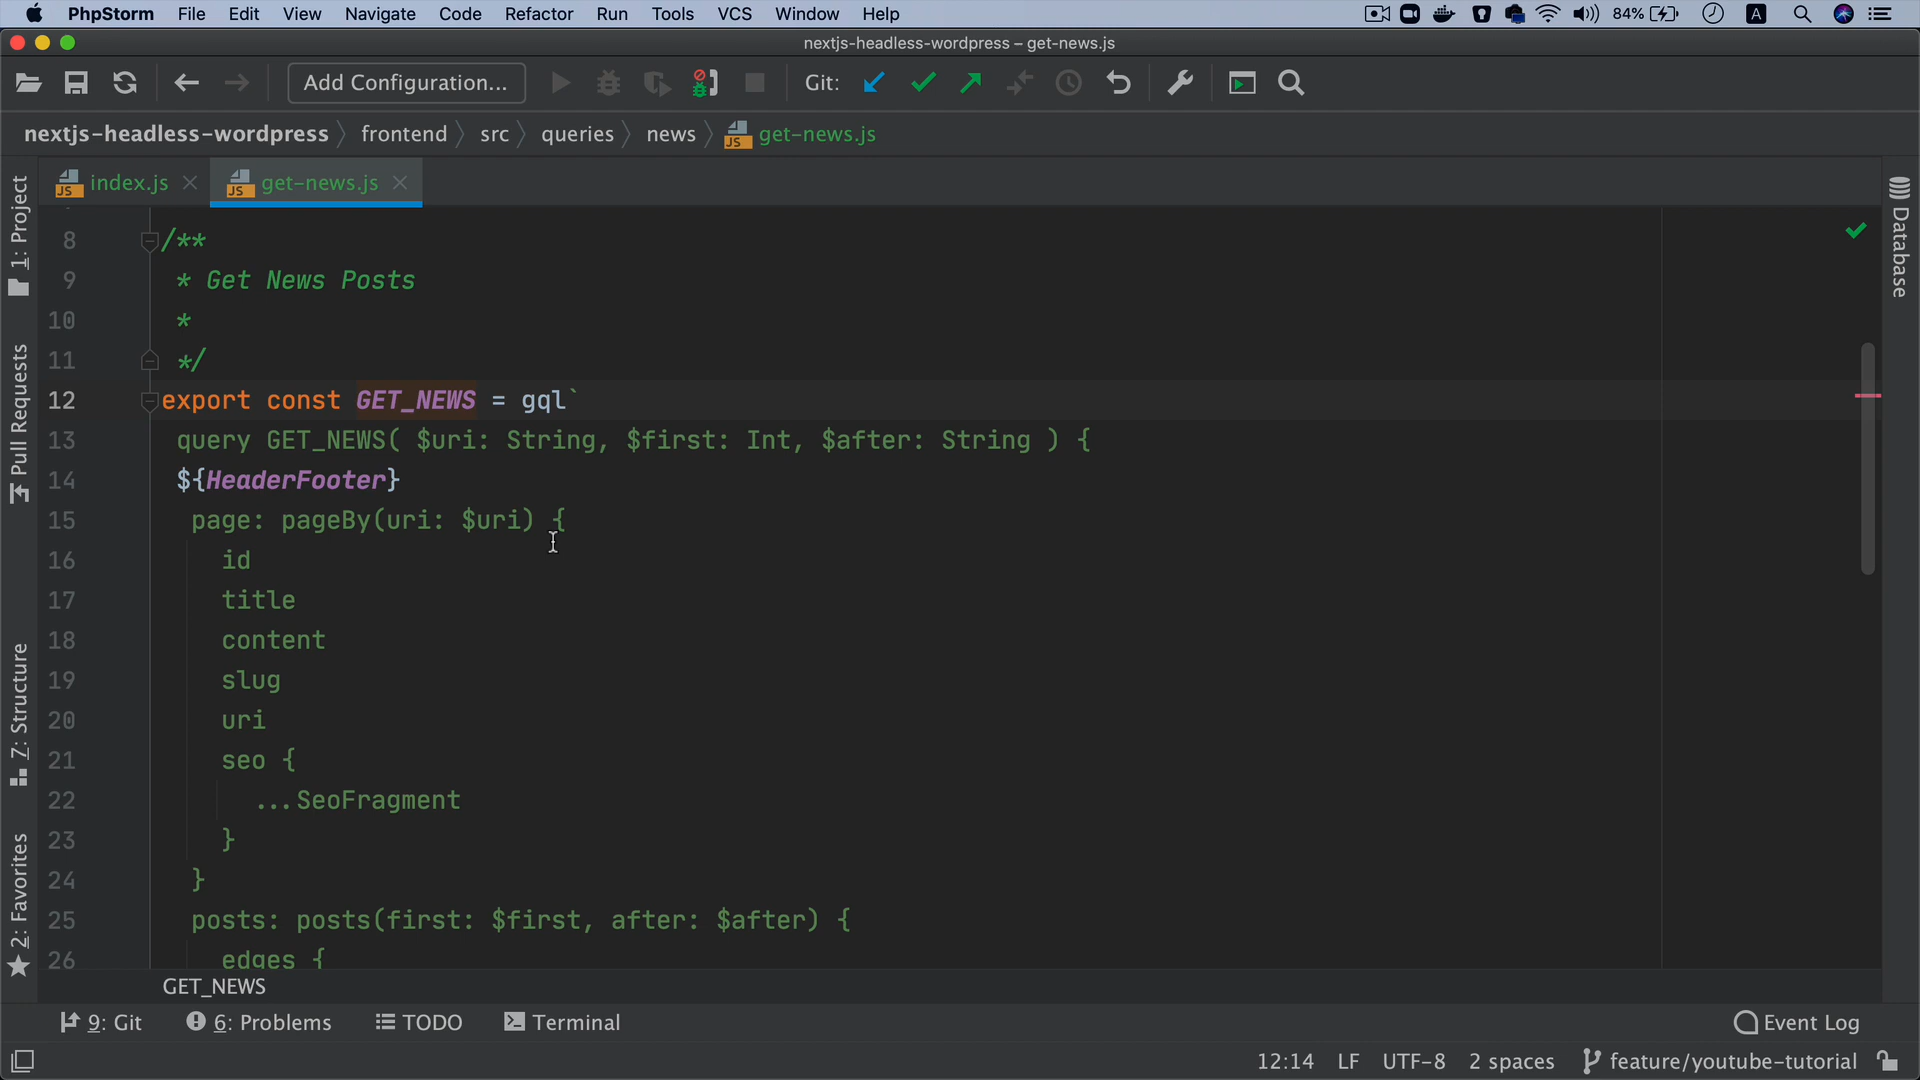 PhpStorm File Edit View Navigate Code Refactor Run Tools VCS Window Help 84% A
nextjs-headless-wordpress – get-news.js
Add Configuration... Git:
nextjs-headless-wordpress frontend src queries news JS get-news.js
JS index.js JS get-news.js
1: Project
Pull Requests
7: Structure
2: Favorites
Database
8 /**
9 * Get News Posts
10 *
11 */
12 export const GET_NEWS = gql`
13 query GET_NEWS( $uri: String, $first: Int, $after: String ) {
14 ${HeaderFooter}
15 page: pageBy(uri: $uri) {
16 id
17 title
18 content
19 slug
20 uri
21 seo {
22 ...SeoFragment
23 }
24 }
25 posts: posts(first: $first, after: $after) {
26 edges {
GET_NEWS
9: Git 6: Problems TODO Terminal Event Log
12:14 LF UTF-8 2 spaces feature/youtube-tutorial